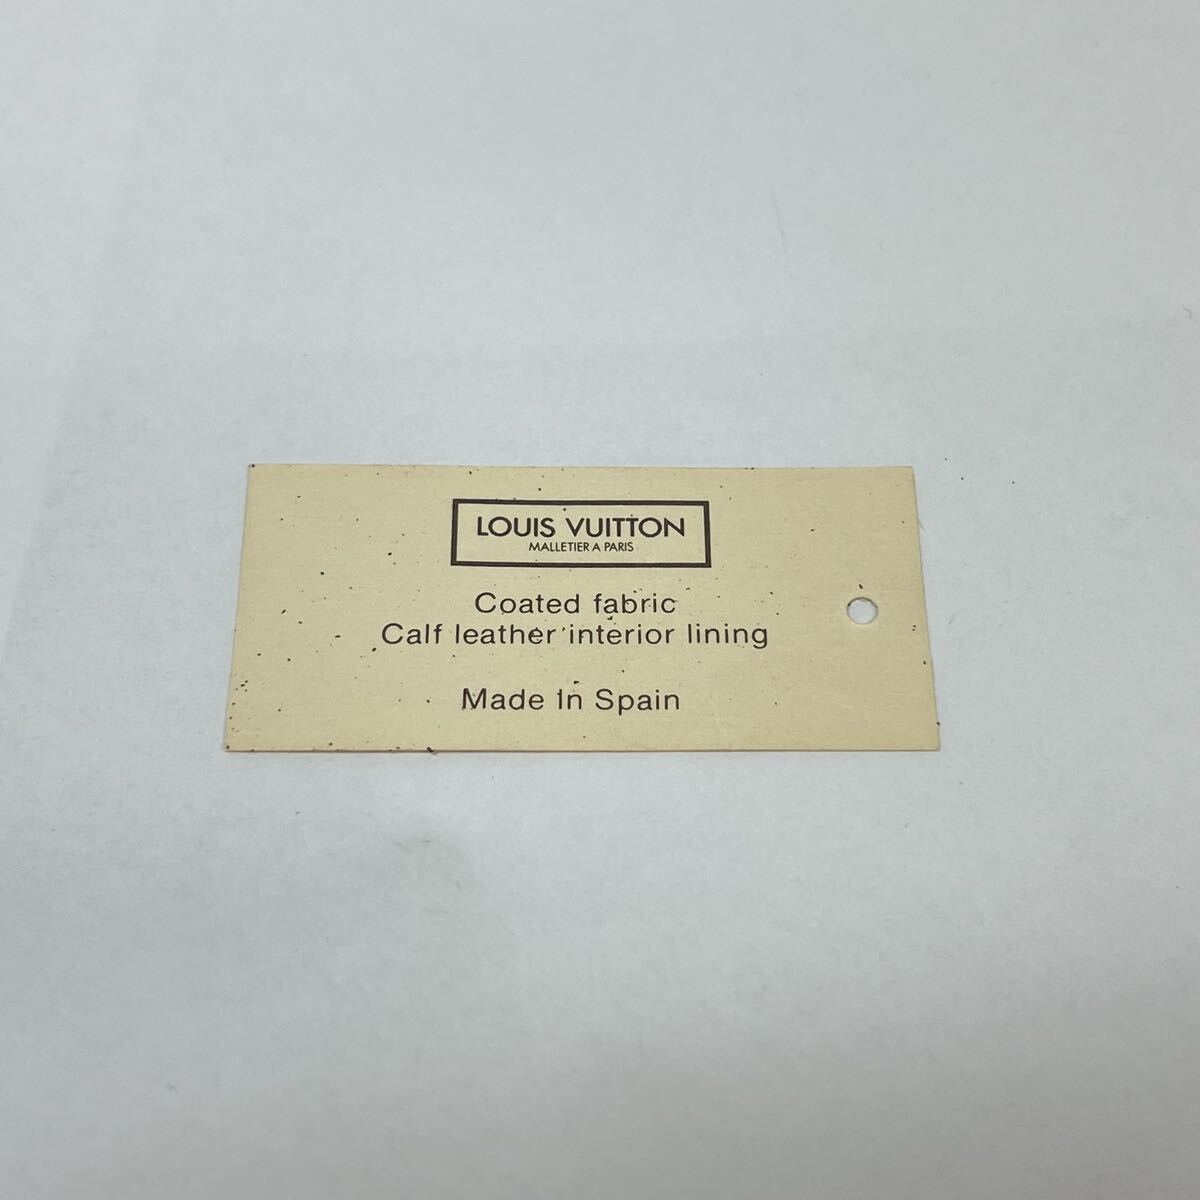 LOUIS VUITTON
MALLETIER A PARIS
Coated fabric
Calf leather interior lining
Made In Spain